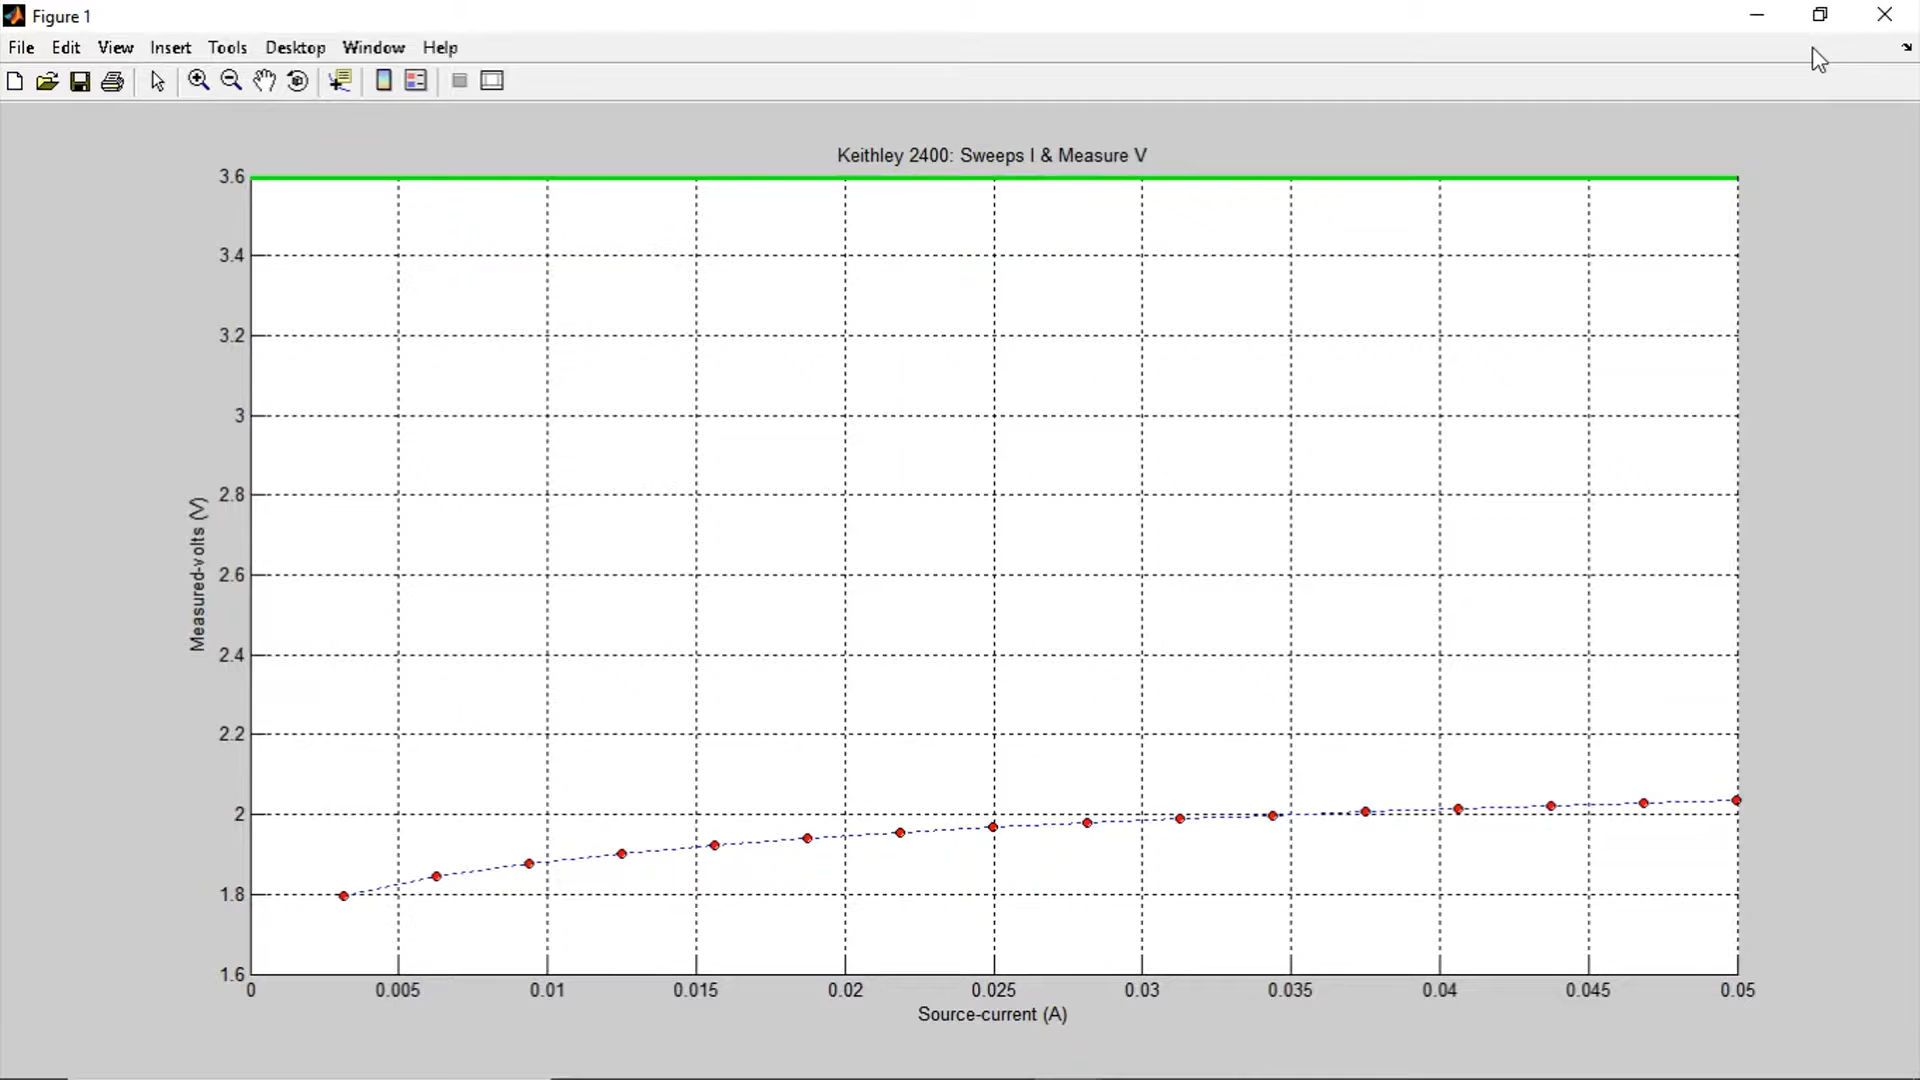 Figure 1
File Edit View Insert Tools Desktop Window Help
Keithley 2400: Sweeps I & Measure V
3.6
3.4
3.2
3
2.8
2.6
2.4
2.2
2
1.8
1.6
Measured-volts (V)
0 0.005 0.01 0.015 0.02 0.025 0.03 0.035 0.04 0.045 0.05
Source-current (A)